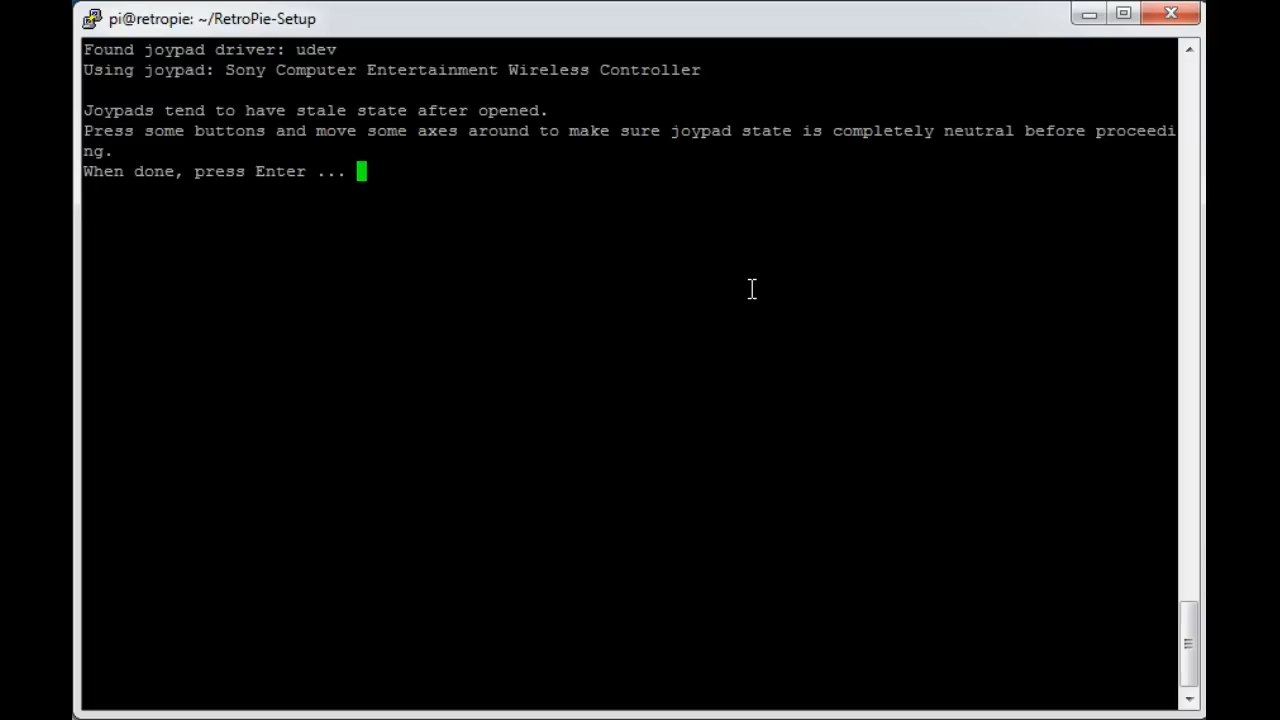 pi@retropie: ~/RetroPie-Setup
Found joypad driver: udev
Using joypad: Sony Computer Entertainment Wireless Controller
Joypads tend to have stale state after opened.
Press some buttons and move some axes around to make sure joypad state is completely neutral before proceedi
ng.
When done, press Enter ...